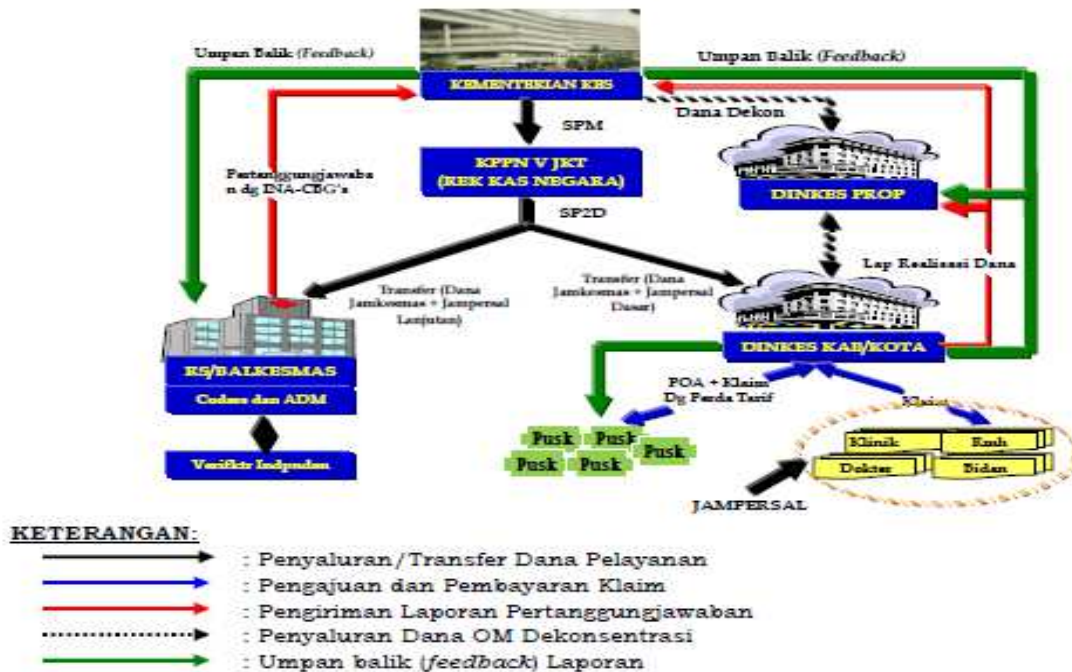 Umpan Balik (Feedback)
Umpan Balik (Feedback)
KEMENTEKIAN KES
Dana Dekon
SPM
KPPN V JKT
(REK KAS NEGARA)
Pertanggungjawaba
n dg INA-CBG's
DINKES PROP
SP2D
Lap Realisasi Dana
Transfer (Dana
Jamkesmas + Jampersal
Lanjutan)
Transfer (Dana
Jamkesmas + Jampersal
Dasar)
RS/BALKESMAS
DINKES KAB/KOTA
Coders dan ADM
POA + Klaim
Dg Perda Tarif
Klaim
Verifktr Indpndan
Pusk
Pusk
Pusk
Pusk
Pusk
Pusk
Klinik
Rmh
Dokter
Bidan
JAMPERSAL
KETERANGAN:
: Penyaluran/Transfer Dana Pelayanan
: Pengajuan dan Pembayaran Klaim
: Pengiriman Laporan Pertanggungjawaban
: Penyaluran Dana OM Dekonsentrasi
: Umpan balik (feedback) Laporan